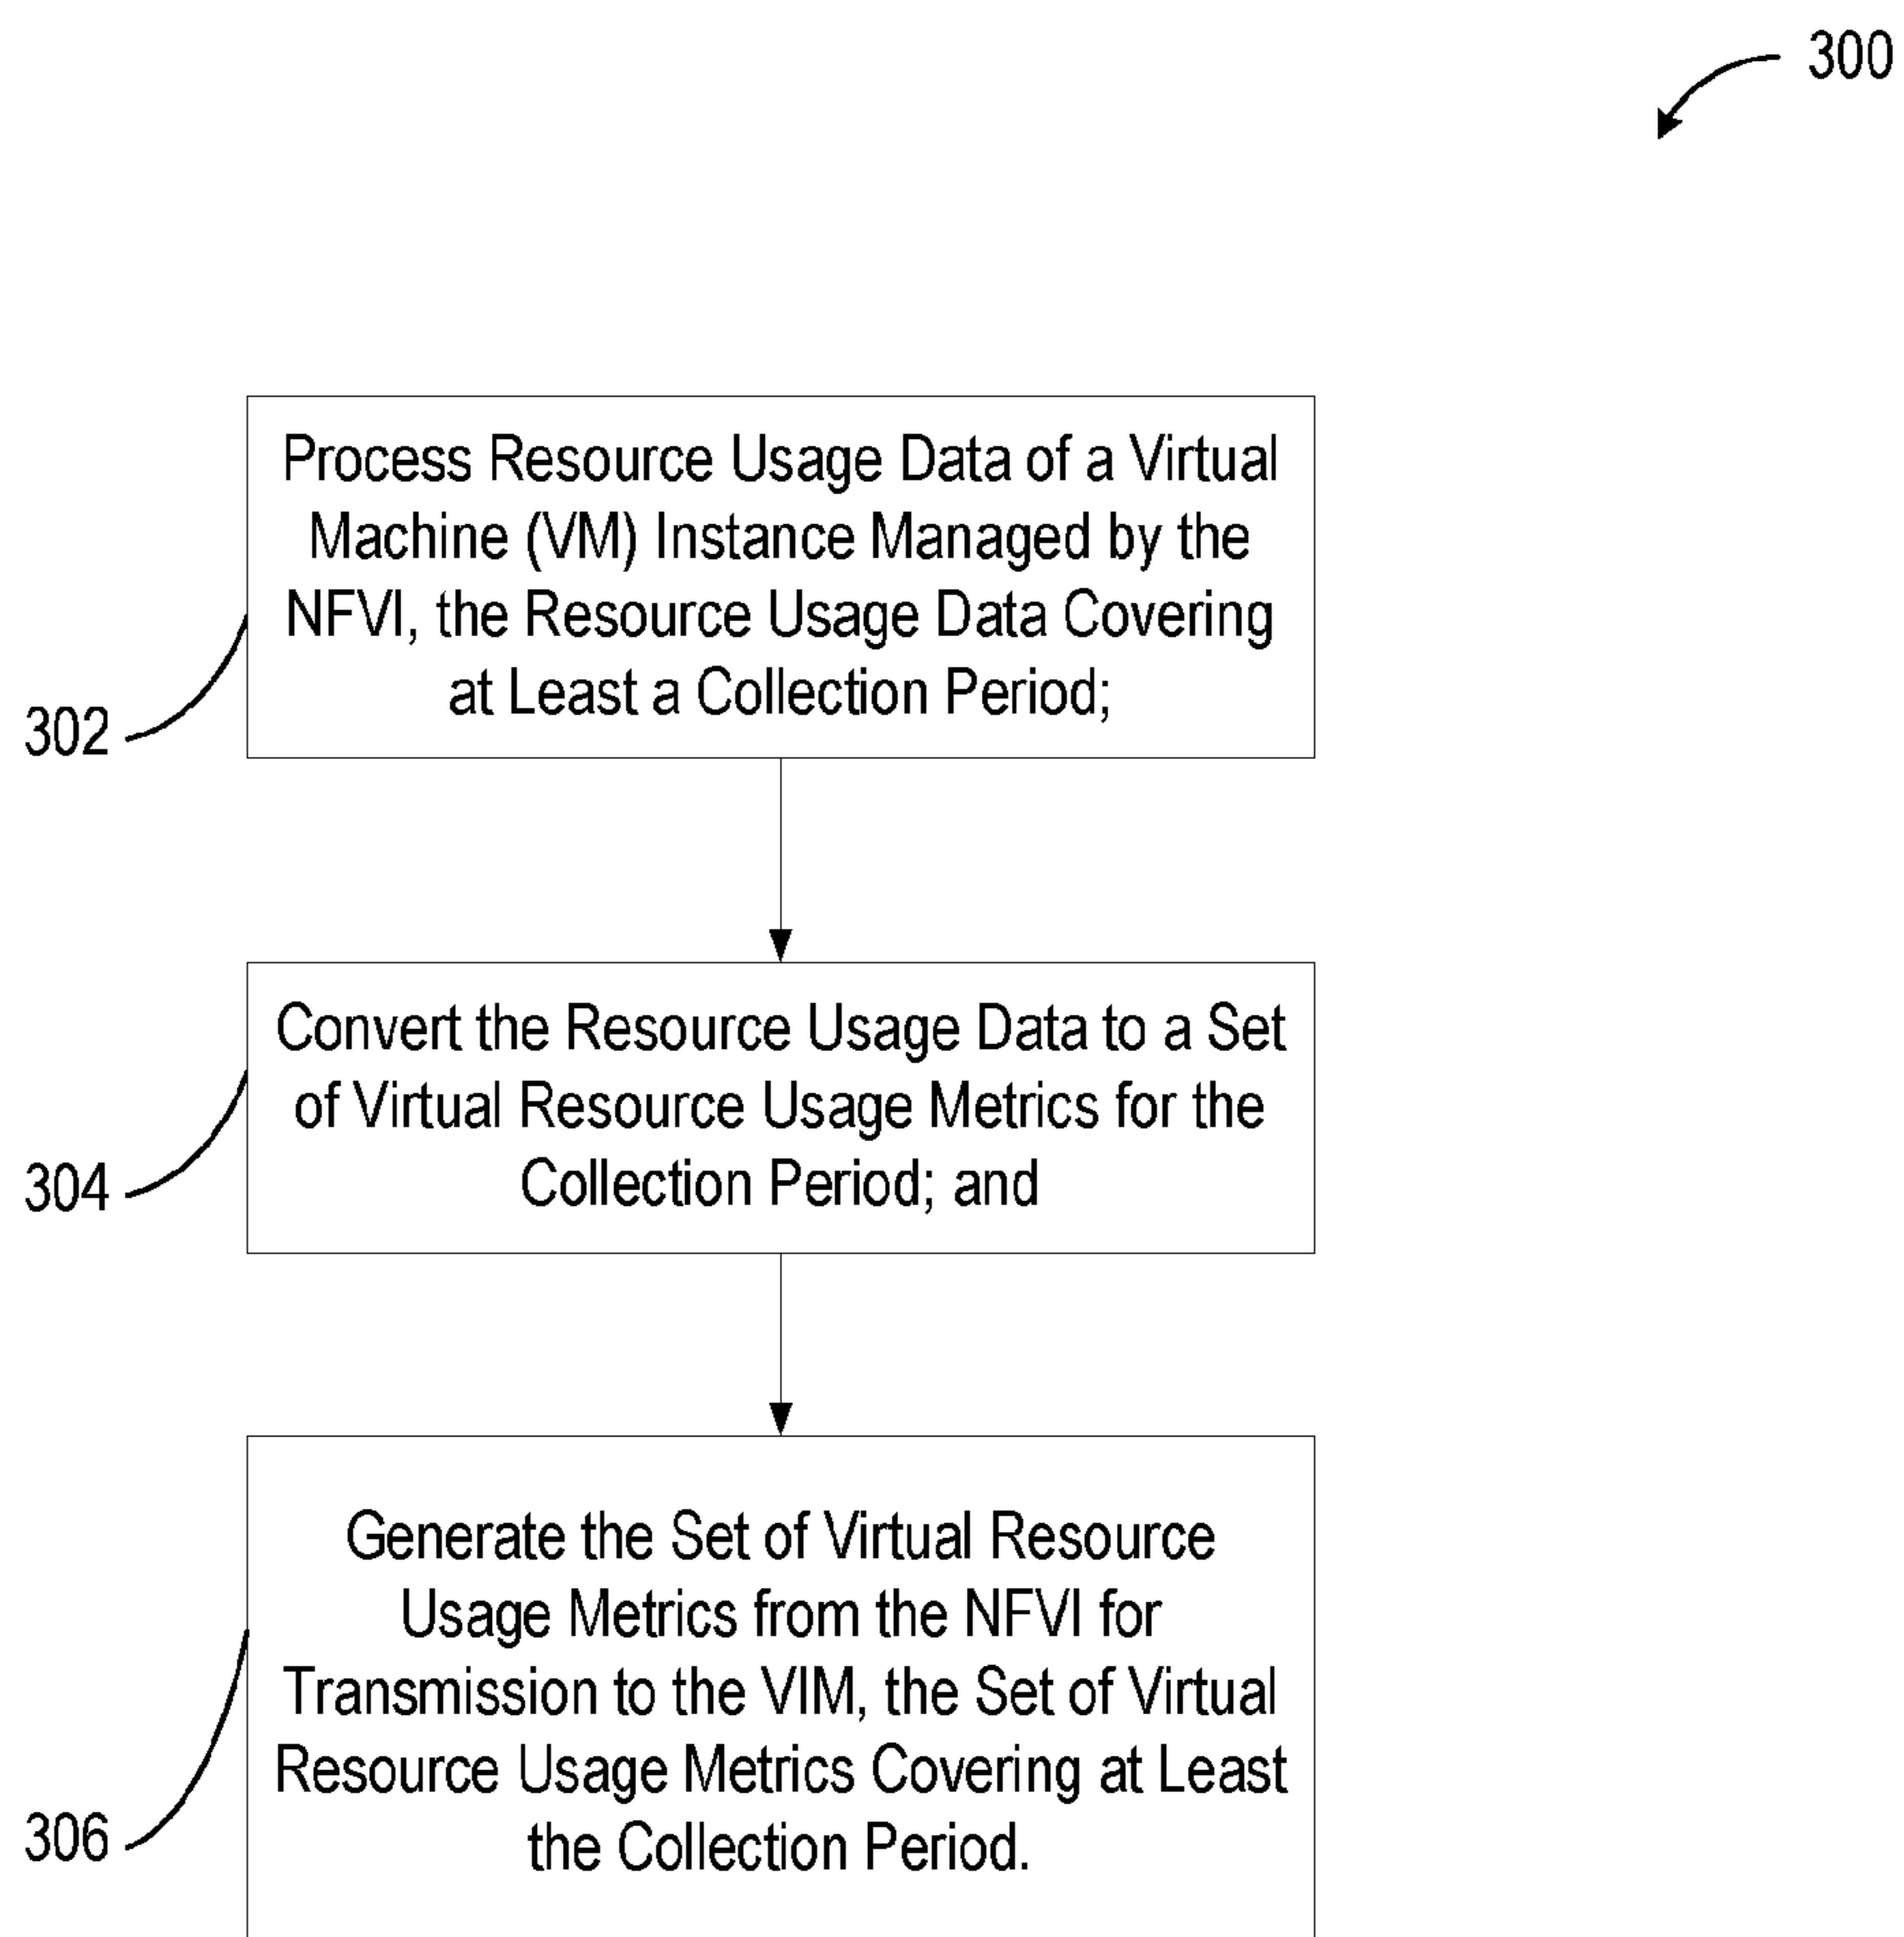 300
Process Resource Usage Data of a Virtual
Machine (VM) Instance Managed by the
NFVI, the Resource Usage Data Covering
at Least a Collection Period;
302
Convert the Resource Usage Data to a Set
of Virtual Resource Usage Metrics for the
Collection Period; and
304
Generate the Set of Virtual Resource
Usage Metrics from the NFVI for
Transmission to the VIM, the Set of Virtual
Resource Usage Metrics Covering at Least
the Collection Period.
306